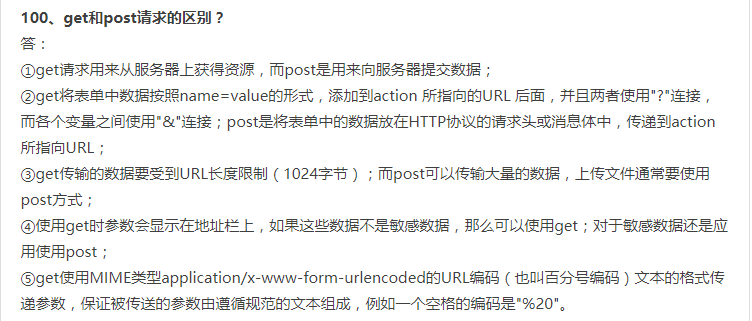 100、get和post请求的区别？
答：
①get请求用来从服务器上获得资源，而post是用来向服务器提交数据；
②get将表单中数据按照name=value的形式，添加到action 所指向的URL 后面，并且两者使用"?"连接，
而各个变量之间使用"&"连接；post是将表单中的数据放在HTTP协议的请求头或消息体中，传递到action
所指向URL；
③get传输的数据要受到URL长度限制（1024字节）；而post可以传输大量的数据，上传文件通常要使用
post方式；
④使用get时参数会显示在地址栏上，如果这些数据不是敏感数据，那么可以使用get；对于敏感数据还是应
用使用post；
⑤get使用MIME类型application/x-www-form-urlencoded的URL编码（也叫百分号编码）文本的格式传
递参数，保证被传送的参数由遵循规范的文本组成，例如一个空格的编码是"%20"。